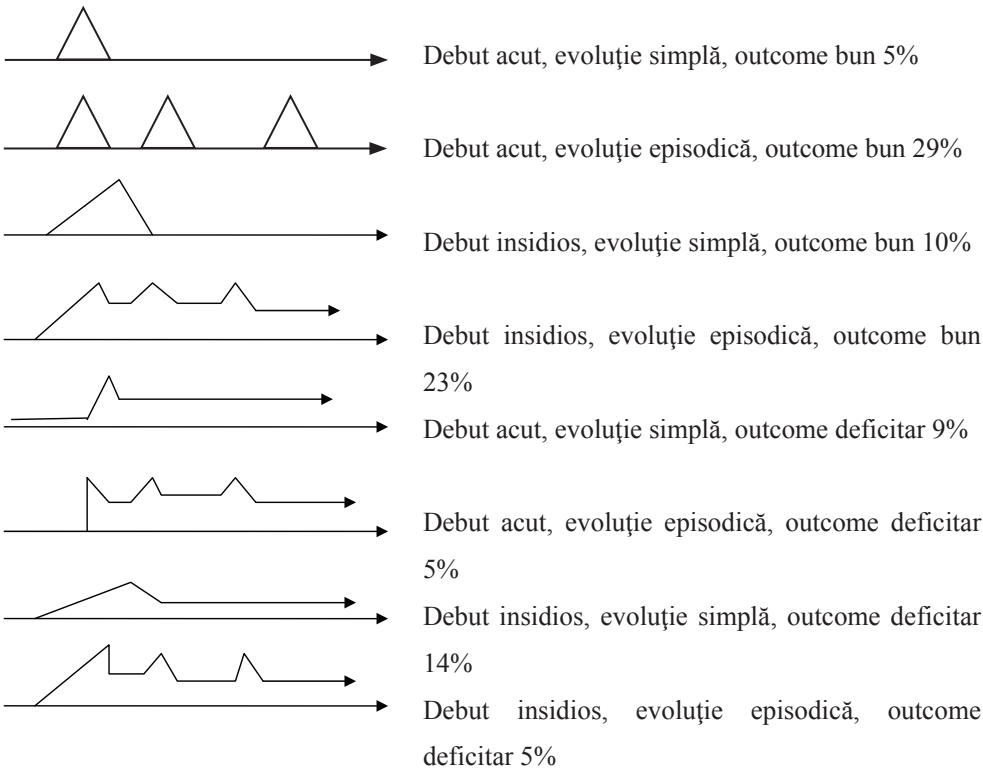 Debut acut, evoluţie simplă, outcome bun 5%
Debut acut, evoluţie episodică, outcome bun 29%
Debut insidios, evoluţie simplă, outcome bun 10%
Debut insidios, evoluţie episodică, outcome bun
23%
Debut acut, evoluţie simplă, outcome deficitar 9%
Debut acut, evoluţie episodică, outcome deficitar
5%
Debut insidios, evoluţie simplă, outcome deficitar
14%
Debut insidios, evoluţie episodică, outcome
deficitar 5%